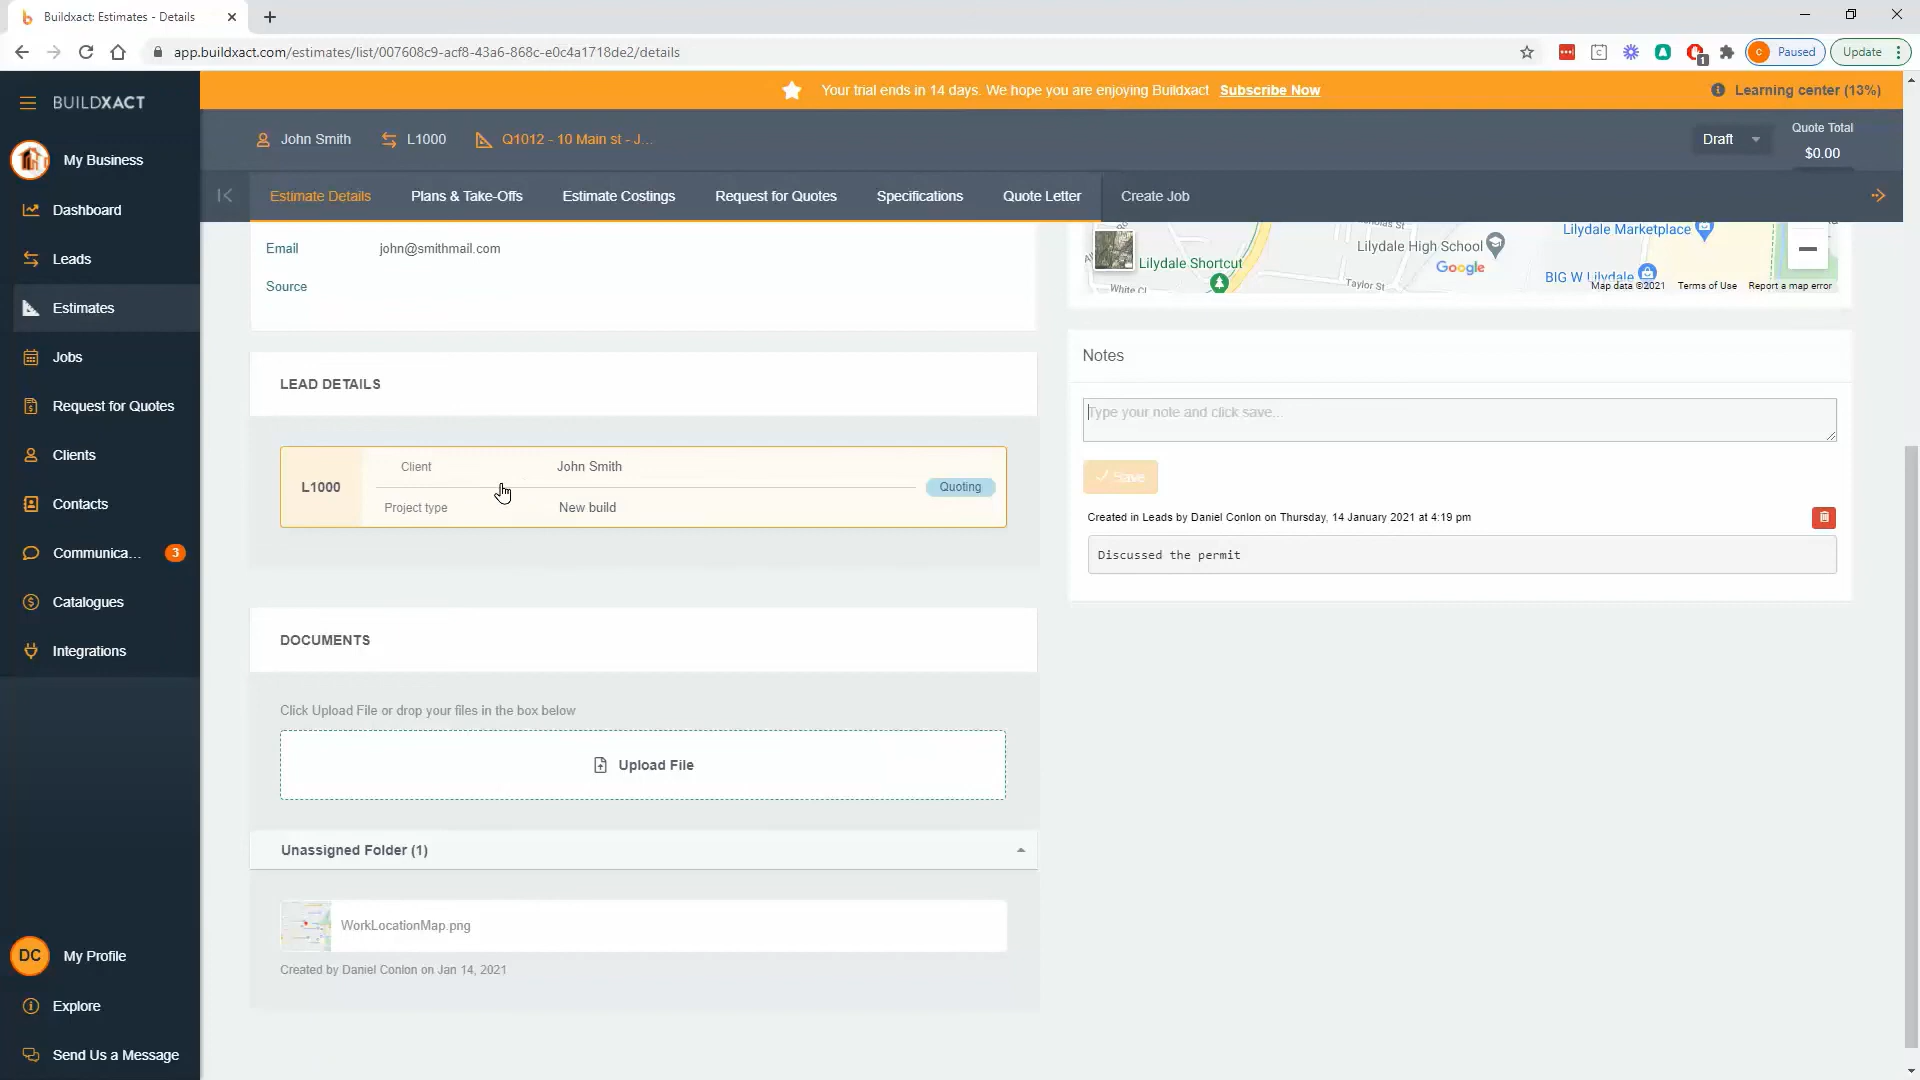 Buildxact: Estimates - Details
app.buildxact.com/estimates/list/007608c9-acf8-43a6-868c-e0c4a1718de2/details
1
C
Paused
Update
BUILDXACT
Your trial ends in 14 days. We hope you are enjoying Buildxact Subscribe Now
Learning center (13%)
John Smith
L1000
Q1012 - 10 Main st - J...
Draft
Quote Total
$0.00
Estimate Details
Plans & Take-Offs
Estimate Costings
Request for Quotes
Specifications
Quote Letter
Create Job
My Business
Dashboard
Leads
Estimates
Jobs
Request for Quotes
Clients
Contacts
Communica...
3
Catalogues
Integrations
DC
My Profile
Explore
Send Us a Message
Email
john@smithmail.com
Source
LEAD DETAILS
L1000
Client
John Smith
Project type
New build
Quoting
DOCUMENTS
Click Upload File or drop your files in the box below
Upload File
Unassigned Folder (1)
WorkLocationMap.png
Created by Daniel Conlon on Jan 14, 2021
Lilydale Marketplace
Lilydale High School
Lilydale Shortcut
Google
BIG W Lilydale
Taylor St
White Cl
Map data ©2021
Terms of Use
Report a map error
Notes
Type your note and click save...
Save
Created in Leads by Daniel Conlon on Thursday, 14 January 2021 at 4:19 pm
Discussed the permit